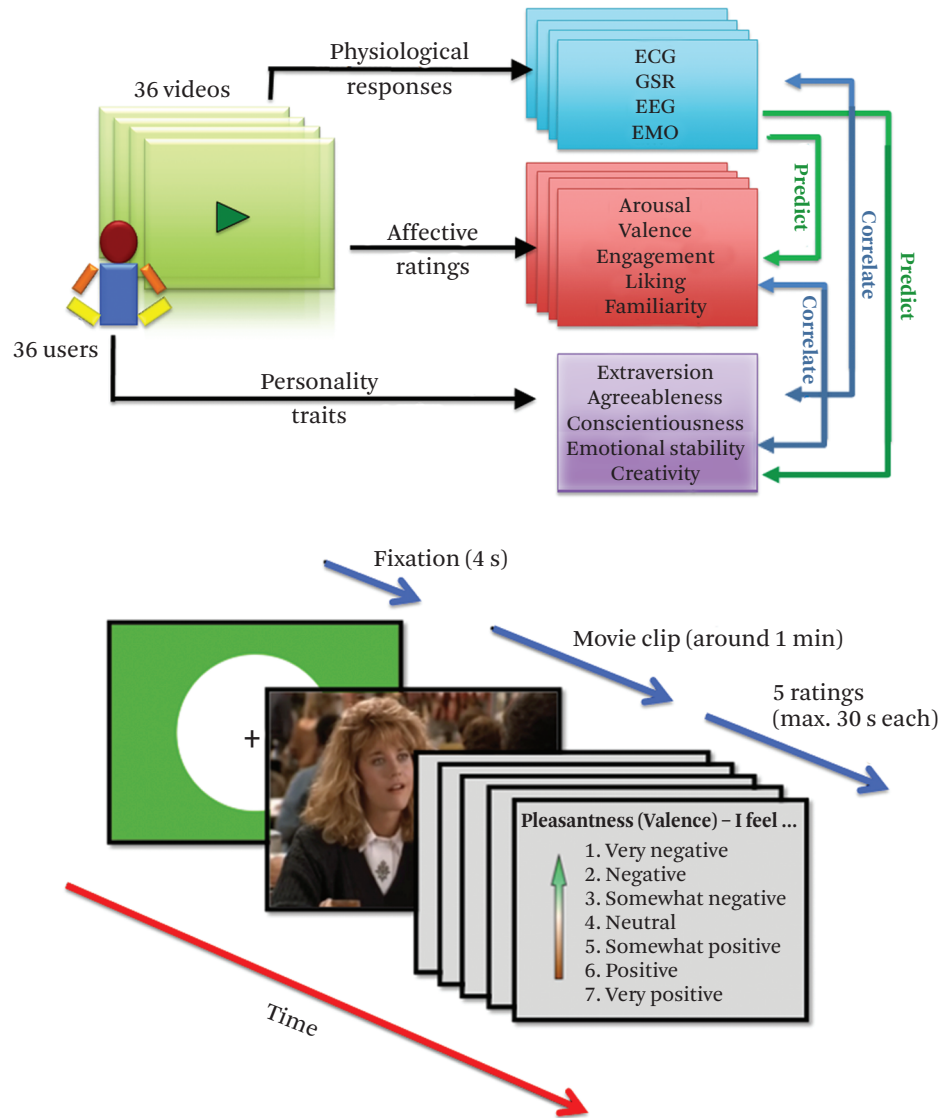 36 videos
Physiological
responses
ECG
GSR
EEG
EMO
Affective
ratings
Arousal
Valence
Engagement
Liking
Familiarity
Predict
Correlate
Correlate
Predict
36 users
Personality
traits
Extraversion
Agreeableness
Conscientiousness
Emotional stability
Creativity
Fixation (4 s)
Movie clip (around 1 min)
5 ratings
(max. 30 s each)
+
Pleasantness (Valence) – I feel ...
1. Very negative
2. Negative
3. Somewhat negative
4. Neutral
5. Somewhat positive
6. Positive
7. Very positive
Time